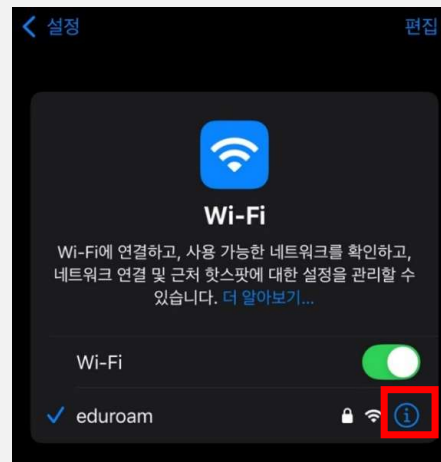 설정
편집
Wi-Fi
Wi-Fi에 연결하고, 사용 가능한 네트워크를 확인하고,
네트워크 연결 및 근처 핫스팟에 대한 설정을 관리할 수
있습니다. 더 알아보기...
Wi-Fi
eduroam